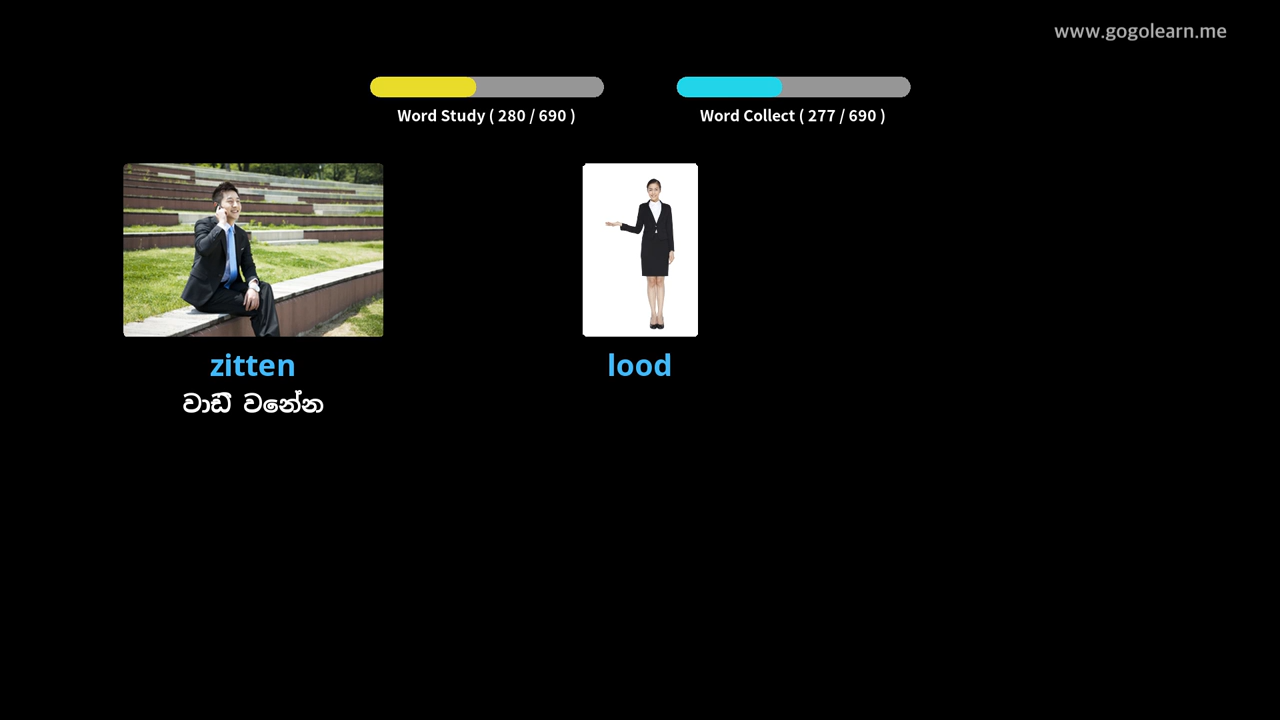 www.gogolearn.me
Word Study ( 280 / 690 )
Word Collect ( 277 / 690 )
zitten
lood
වාඩි වනේන